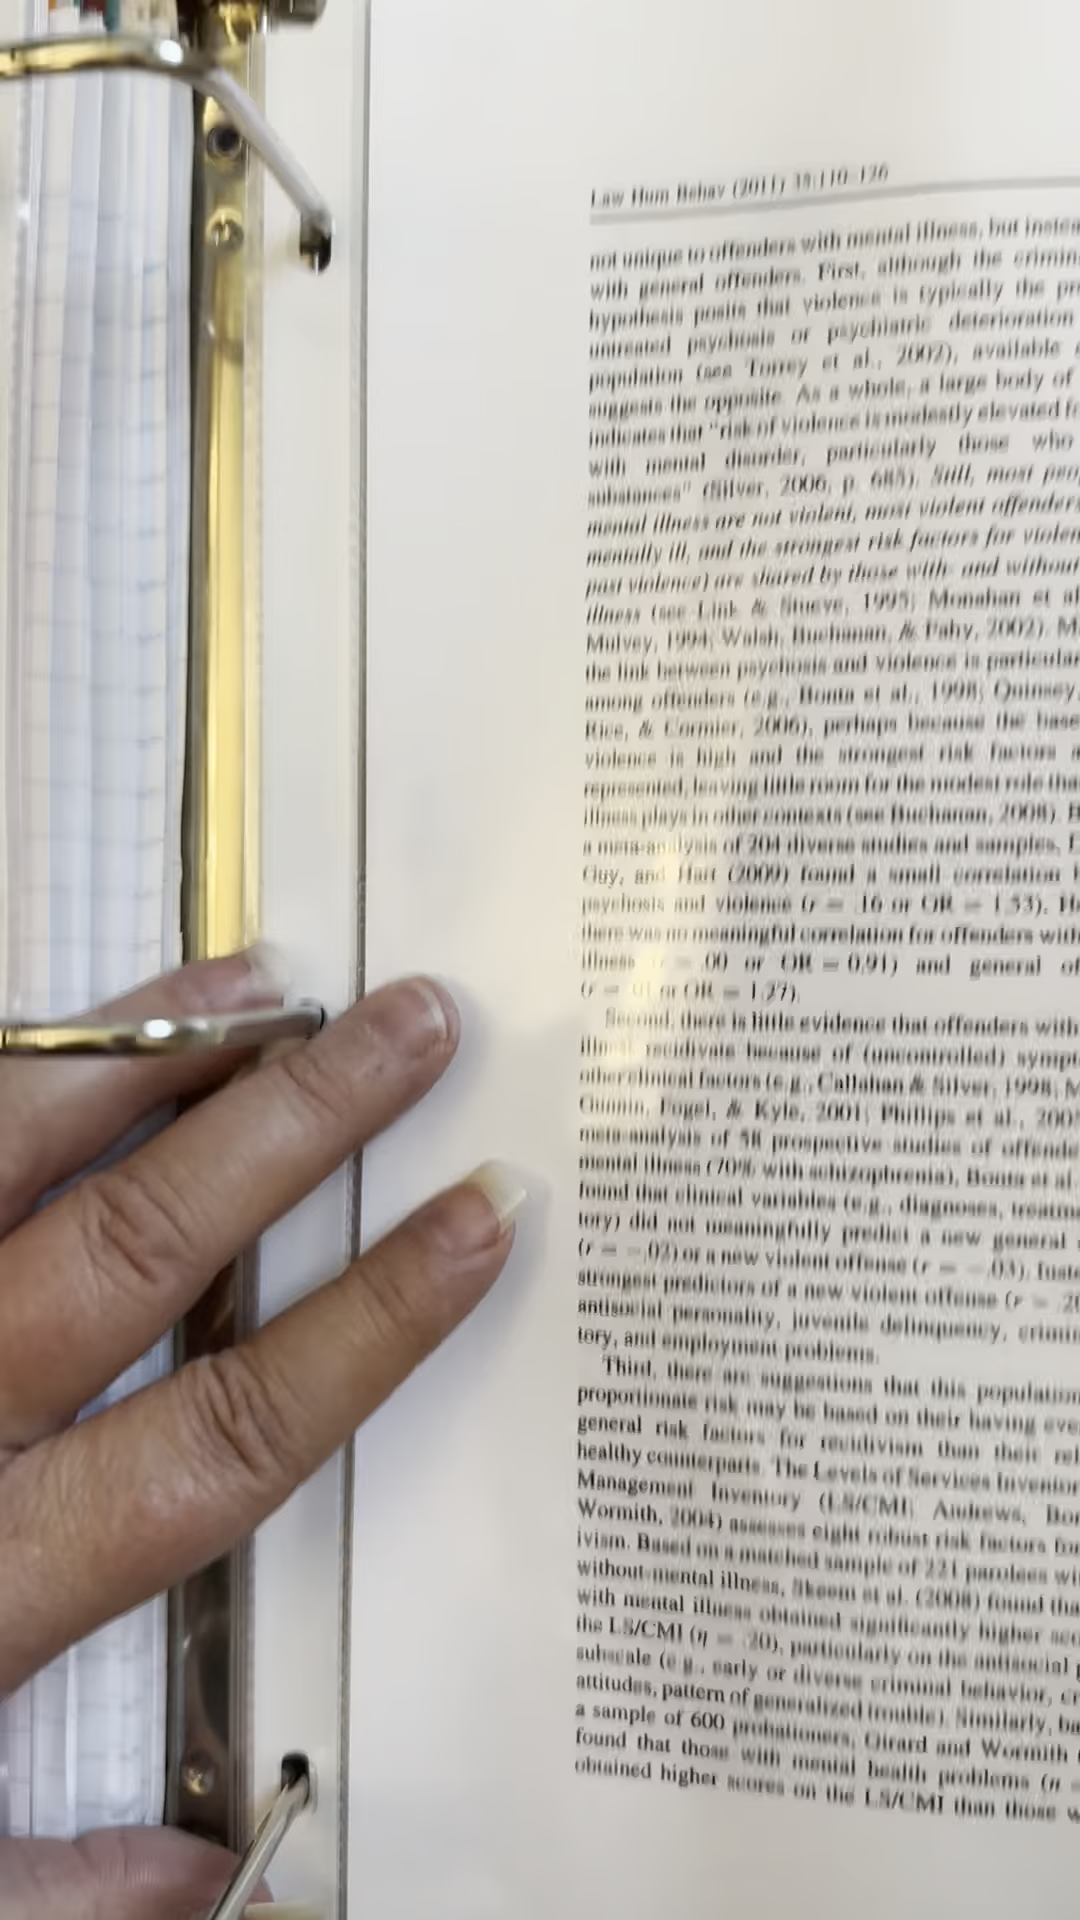 Law Hum Behav (2011) 35:110–126
not unique to offenders with mental illness, but instea
with general offenders. First, although the crimin
hypothesis posits that violence is typically the pr
untreated psychosis or psychiatric deterioration
population (see Torrey et al., 2002), available
suggests the opposite. As a whole, a large body of
indicates that "risk of violence is modestly elevated f
with mental disorder, particularly those who
substances" (Silver, 2006, p. 685). Still, most peo
mental illness are not violent, most violent offenders
mentally ill, and the strongest risk factors for violen
past violence) are shared by those with- and without
illness (see Link & Stueve, 1995; Monahan et al
Mulvey, 1994; Walsh, Buchanan, & Fahy, 2002). M
the link between psychosis and violence is particular
among offenders (e.g., Bonta et al., 1998; Quinsey,
Rice, & Cormier, 2006), perhaps because the base
violence is high and the strongest risk factors a
represented, leaving little room for the modest role tha
illness plays in other contexts (see Buchanan, 2008). B
a meta-analysis of 204 diverse studies and samples,
Guy, and Hart (2009) found a small correlation
psychosis and violence (r = .16 or OR = 1.53). H
there was no meaningful correlation for offenders with
illness = .00 or OR = 0.91) and general of
(r = .01 or OR = 1.27).
Second, there is little evidence that offenders with
illness recidivate because of (uncontrolled) sympt
other clinical factors (e.g., Callahan & Silver, 1998; M
Gunnin, Fogel, & Kyle, 2001; Phillips et al., 200
meta-analysis of 58 prospective studies of offende
mental illness (70% with schizophrenia), Bonta et al.
found that clinical variables (e.g., diagnoses, treatm
tory) did not meaningfully predict a new general
(r = −.02) or a new violent offense (r = −.03). Inste
strongest predictors of a new violent offense (r = .2
antisocial personality, juvenile delinquency, crimin
tory, and employment problems.
Third, there are suggestions that this population
proportionate risk may be based on their having eve
general risk factors for recidivism than their rel
healthy counterparts. The Levels of Services Inventor
Management Inventory (LS/CMI; Andrews, Bon
Wormith, 2004) assesses eight robust risk factors for
ivism. Based on a matched sample of 221 parolees wi
without-mental illness, Skeem et al. (2008) found tha
with mental illness obtained significantly higher sco
the LS/CMI (η = .20), particularly on the antisocial p
subscale (e.g., early or diverse criminal behavior, cr
attitudes, pattern of generalized trouble). Similarly, ba
a sample of 600 probationers, Girard and Wormith
found that those with mental health problems (n =
obtained higher scores on the LS/CMI than those w